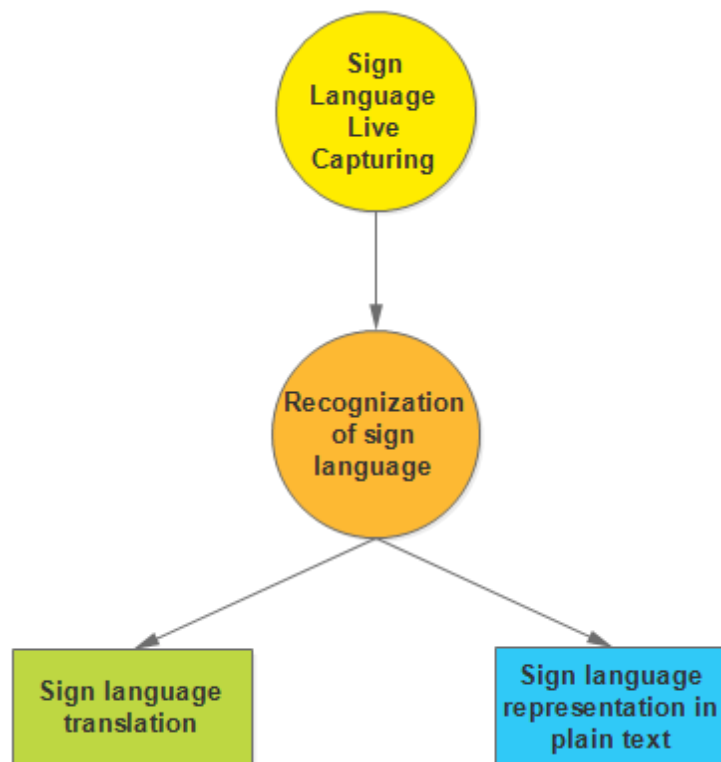 Sign
Language
Live
Capturing
Recognization
of sign
language
Sign language
translation
Sign language
representation in
plain text